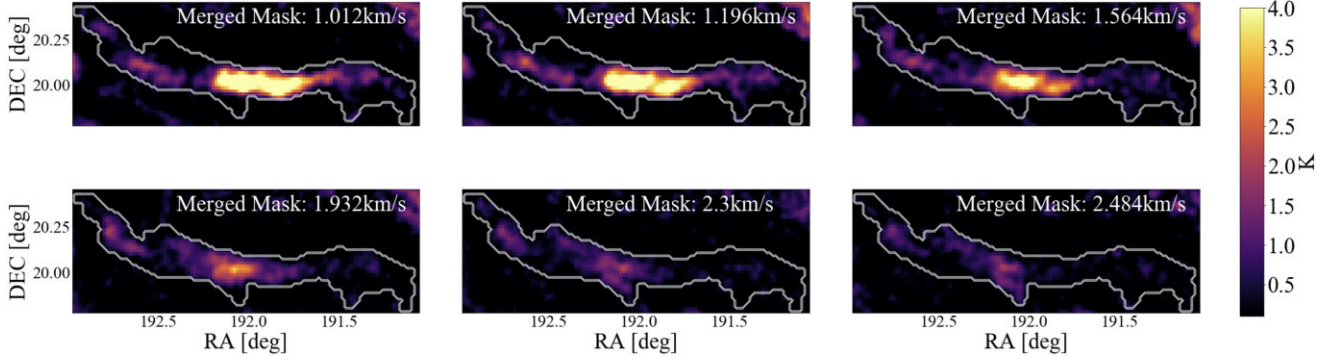 Merged Mask: 1.012km/s
Merged Mask: 1.196km/s
Merged Mask: 1.564km/s
DEC [deg]
20.25
20.00
4.0
3.5
3.0
2.5
2.0
1.5
1.0
0.5
K
Merged Mask: 1.932km/s
Merged Mask: 2.3km/s
Merged Mask: 2.484km/s
DEC [deg]
20.25
20.00
192.5 192.0 191.5
192.5 192.0 191.5
192.5 192.0 191.5
RA [deg]
RA [deg]
RA [deg]